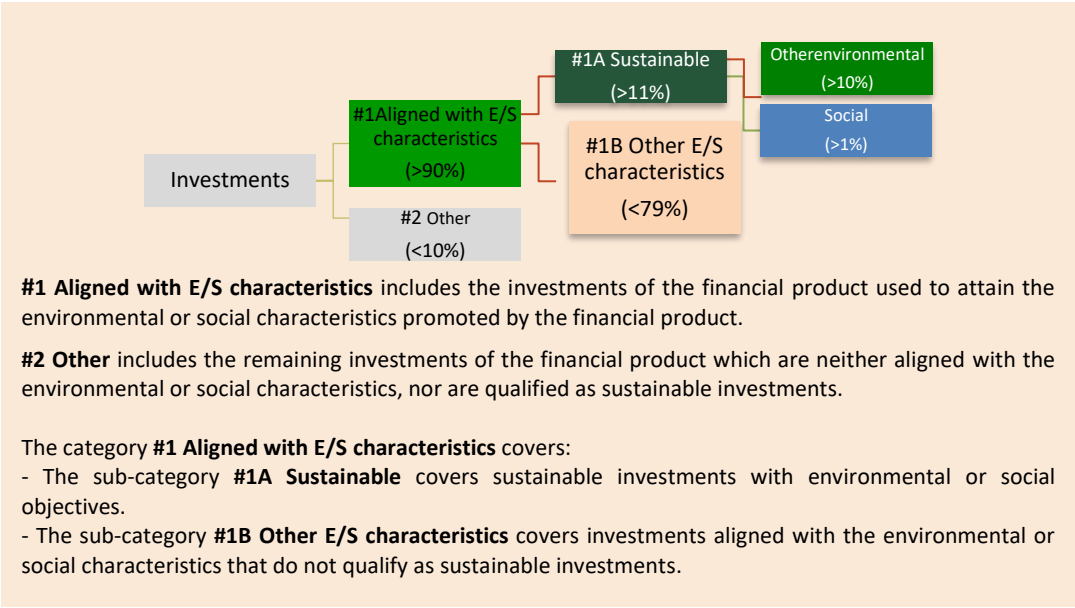 Investments
#1Aligned with E/S
characteristics
(>90%)
#2 Other
(<10%)
#1A Sustainable
(>11%)
#1B Other E/S
characteristics
(<79%)
Otherenvironmental
(>10%)
Social
(>1%)
#1 Aligned with E/S characteristics includes the investments of the financial product used to attain the
environmental or social characteristics promoted by the financial product.
#2 Other includes the remaining investments of the financial product which are neither aligned with the
environmental or social characteristics, nor are qualified as sustainable investments.
The category #1 Aligned with E/S characteristics covers:
- The sub-category #1A Sustainable covers sustainable investments with environmental or social
objectives.
- The sub-category #1B Other E/S characteristics covers investments aligned with the environmental or
social characteristics that do not qualify as sustainable investments.